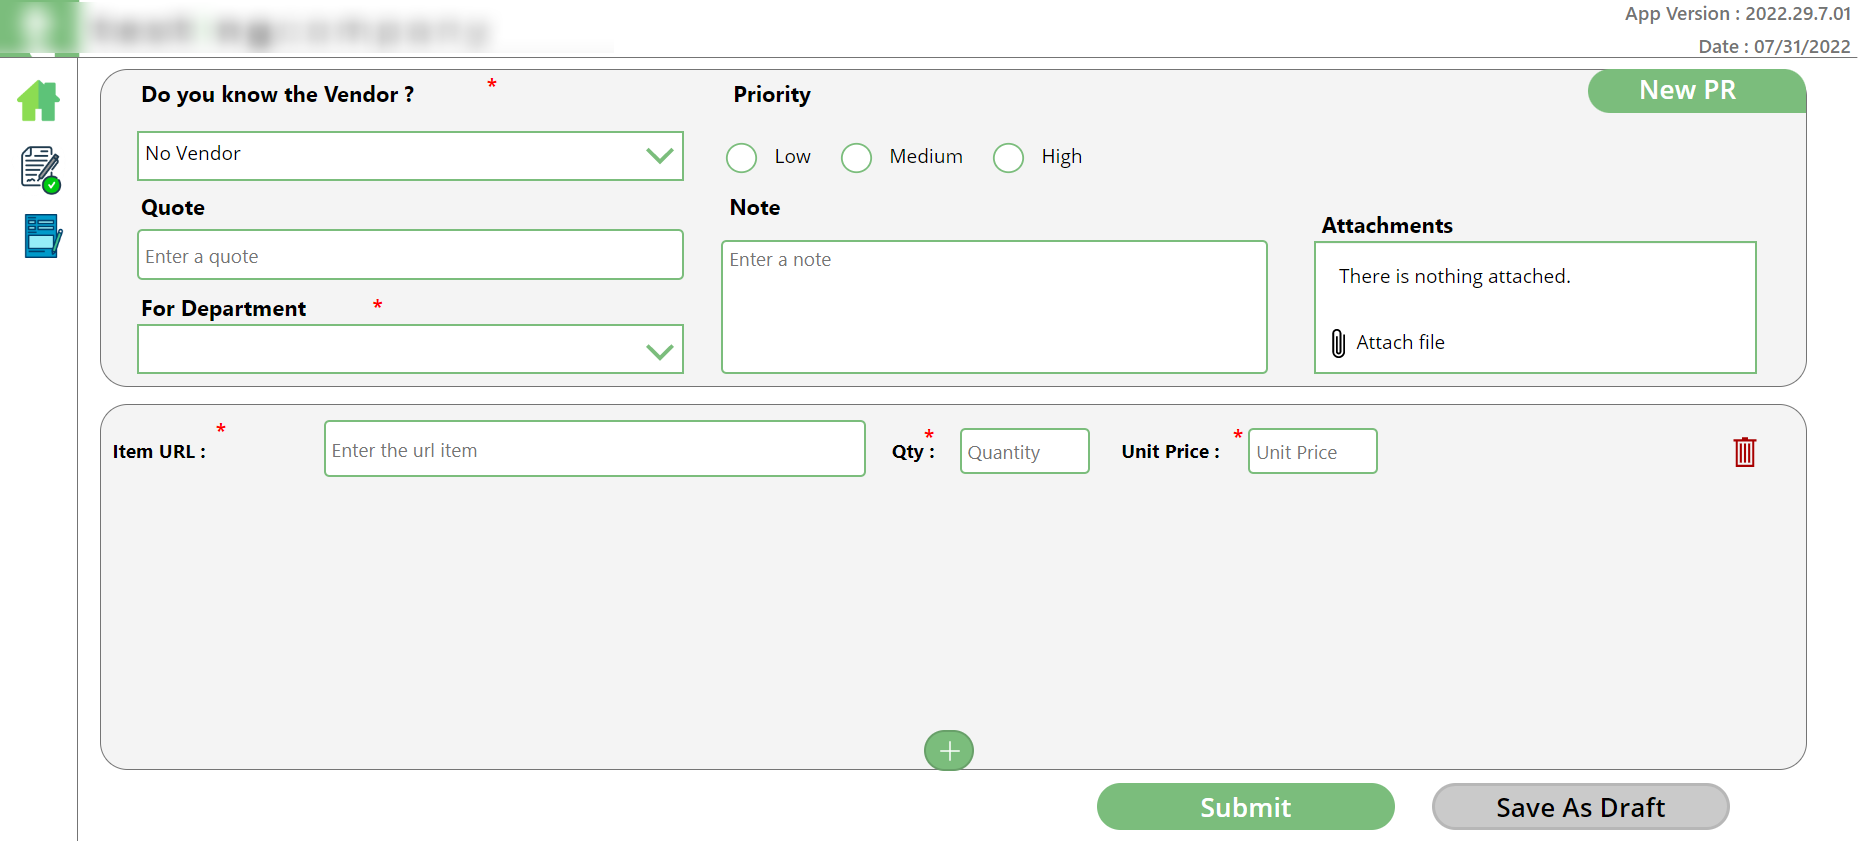 App Version : 2022.29.7.01
Date : 07/31/2022
Do you know the Vendor ? *
Priority
New PR
No Vendor
Low Medium High
Quote
Note
Attachments
Enter a quote
Enter a note
There is nothing attached.
For Department *
Attach file
Item URL : *
Enter the url item
Qty : *
Quantity
Unit Price : *
Unit Price
Submit
Save As Draft